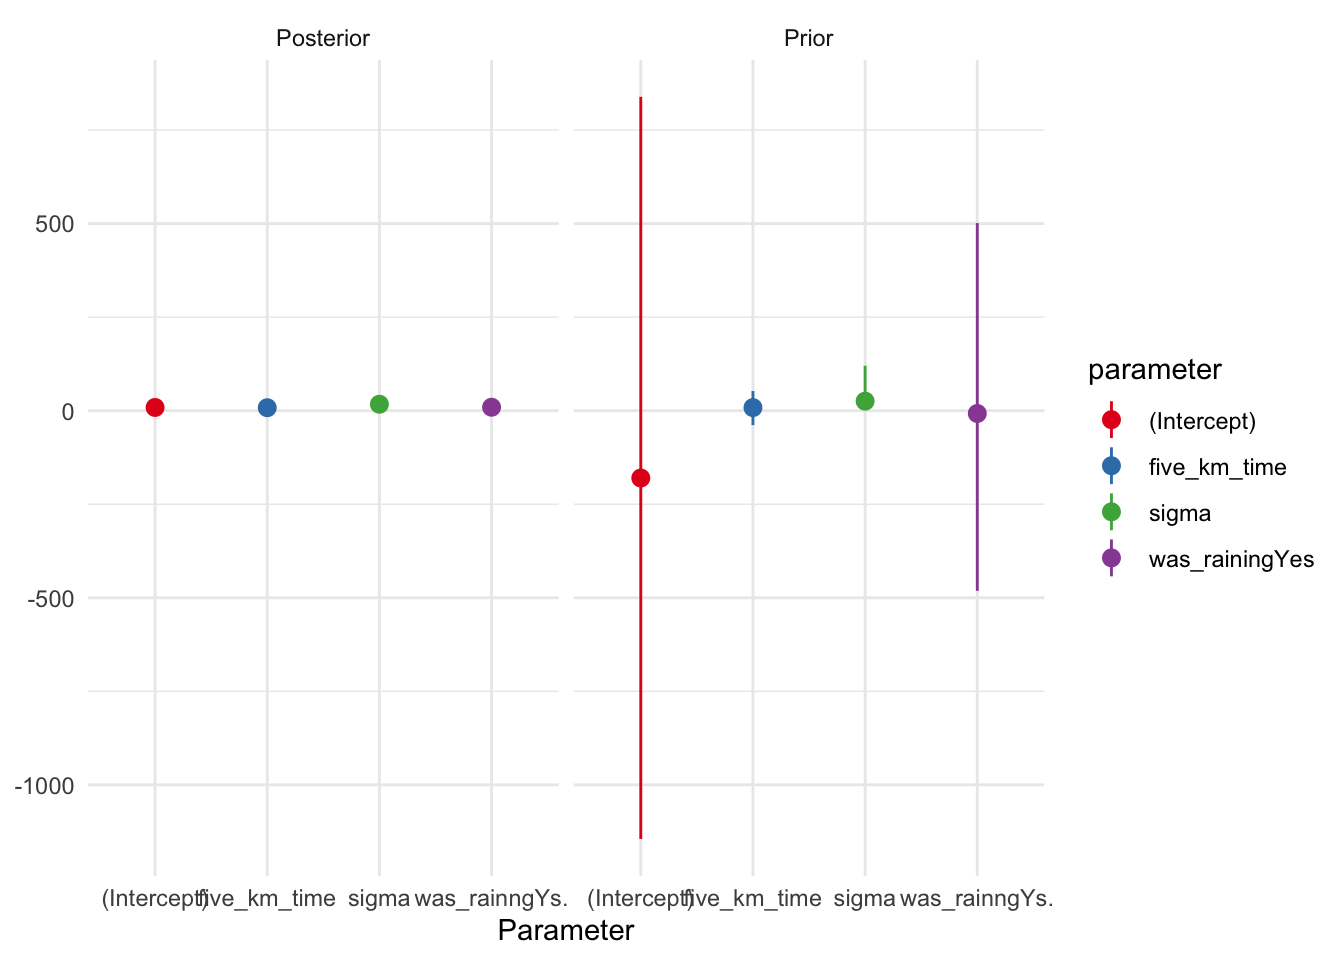 Posterior
Prior
500
0
-500
-1000
(Intercept)
five_km_time
sigma
was_rainngYs.
(Intercept)
five_km_time
sigma
was_rainngYs.
Parameter
parameter
(Intercept)
five_km_time
sigma
was_rainingYes